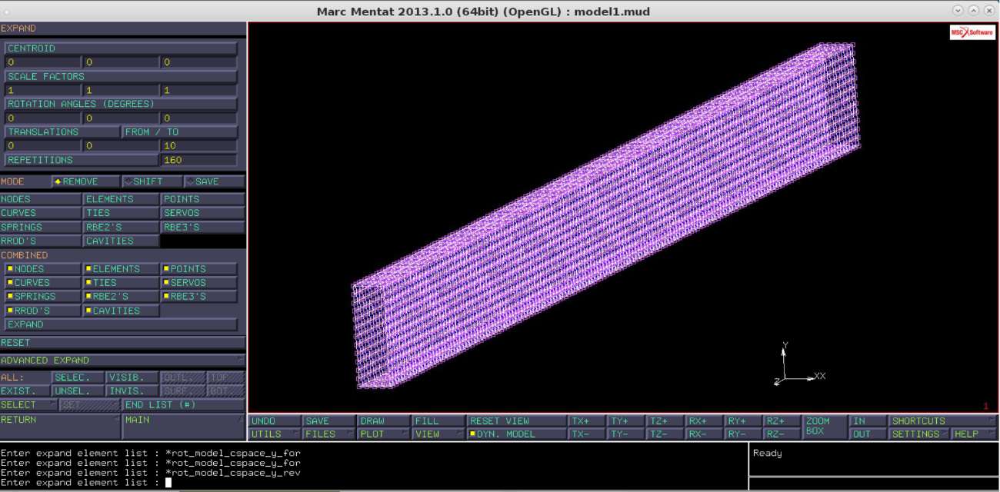 Marc Mentat 2013.1.0 (64bit) (OpenGL) : model1.mud
EXPAND
CENTROID
0 0 0
SCALE FACTORS
1 1 1
ROTATION ANGLES (DEGREES)
0 0 0
TRANSLATIONS FROM / TO
0 0 10
REPETITIONS 160
MODE REMOVE SHIFT SAVE
NODES ELEMENTS POINTS
CURVES TIES SERVOS
SPRINGS RBE2'S RBE3'S
RROD'S CAVITIES
COMBINED
NODES ELEMENTS POINTS
CURVES TIES SERVOS
SPRINGS RBE2'S RBE3'S
RROD'S CAVITIES
EXPAND
RESET
ADVANCED EXPAND
ALL: SELEC. VISIB. OUTL. TOP
EXIST. UNSEL. INVIS. SURF. BOT.
SELECT SET END LIST (#)
RETURN MAIN
MSC Software
Y
XX
Z
1
UNDO SAVE DRAW FILL RESET VIEW TX+ TY+ TZ+ RX+ RY+ RZ+ ZOOM BOX IN SHORTCUTS
UTILS FILES PLOT VIEW DYN. MODEL TX- TY- TZ- RX- RY- RZ- OUT SETTINGS HELP
Enter expand element list : *rot_model_cspace_y_for
Enter expand element list : *rot_model_cspace_y_for
Enter expand element list : *rot_model_cspace_y_rev
Enter expand element list :
Ready